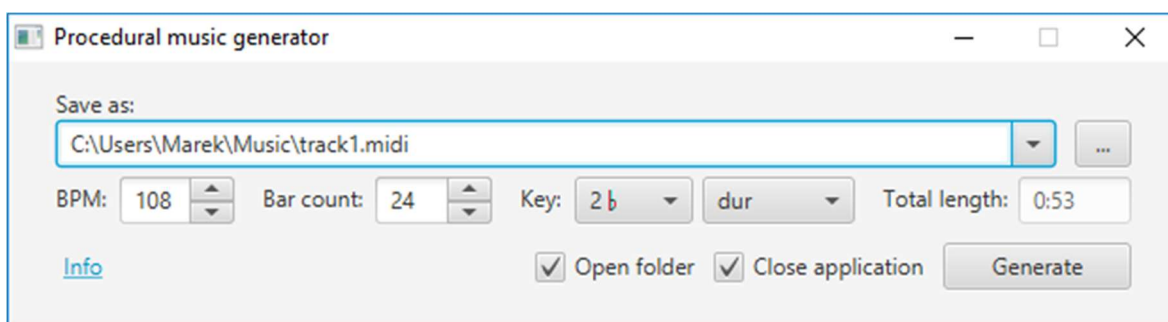 Procedural music generator
Save as:
C:\Users\Marek\Music\track1.midi ...
BPM: 108 Bar count: 24 Key: 2 ♭ dur Total length: 0:53
Info Open folder Close application Generate